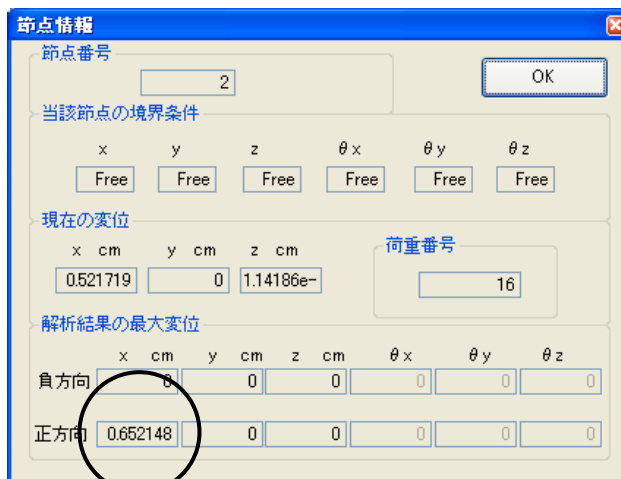 節点情報
節点番号
2
OK
当該節点の境界条件
x y z θx θy θz
Free Free Free Free Free Free
現在の変位
x cm y cm z cm
0.521719 0 1.14186e-
荷重番号
16
解析結果の最大変位
x cm y cm z cm θx θy θz
負方向 0 0 0 0 0 0
正方向 0.652148 0 0 0 0 0